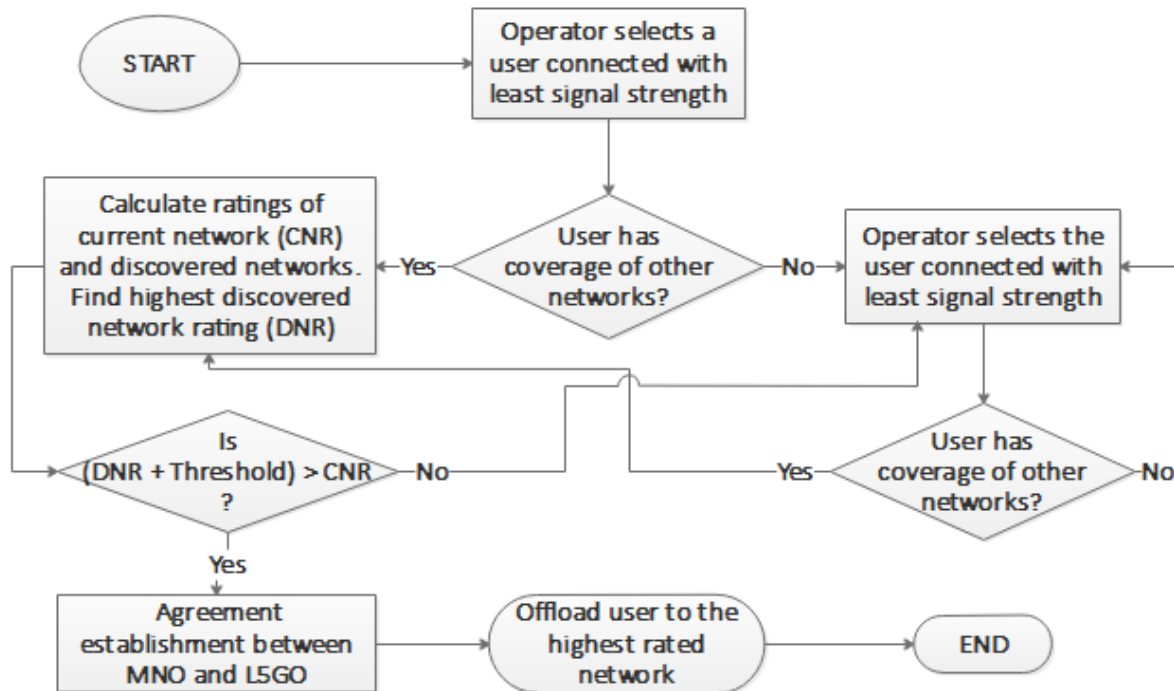 START
Operator selects a
user connected with
least signal strength
Calculate ratings of
current network (CNR)
and discovered networks.
Find highest discovered
network rating (DNR)
Yes
User has
coverage of other
networks?
No
Operator selects the
user connected with
least signal strength
Is
(DNR + Threshold) > CNR
?
No
Yes
User has
coverage of other
networks?
No
Yes
Agreement
establishment between
MNO and L5GO
Offload user to the
highest rated
network
END